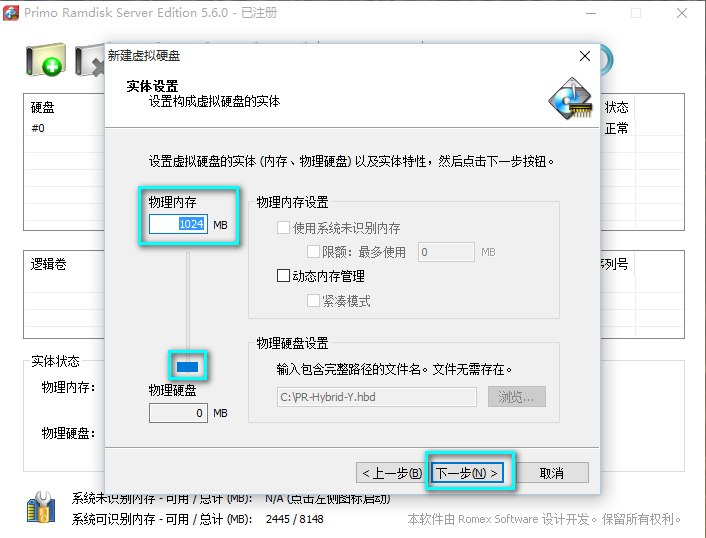 Primo Ramdisk Server Edition 5.6.0 - 已注册
新建虚拟硬盘
实体设置
设置构成虚拟硬盘的实体
硬盘
状态
#0
正常
设置虚拟硬盘的实体 (内存、物理硬盘) 以及实体特性，然后点击下一步按钮。
物理内存
1024 MB
物理内存设置
使用系统未识别内存
限额：最多使用 0 MB
动态内存管理
紧凑模式
逻辑卷
序列号
物理硬盘设置
输入包含完整路径的文件名。文件无需存在。
C:\PR-Hybrid-Y.hbd
浏览...
物理硬盘
0 MB
实体状态
物理内存：
物理硬盘：
< 上一步(B)
下一步(N) >
取消
系统未识别内存 - 可用 / 总计 (MB): N/A (点击左侧图标启动)
系统可识别内存 - 可用 / 总计 (MB): 2445 / 8148
本软件由 Romex Software 设计开发。保留所有权利。